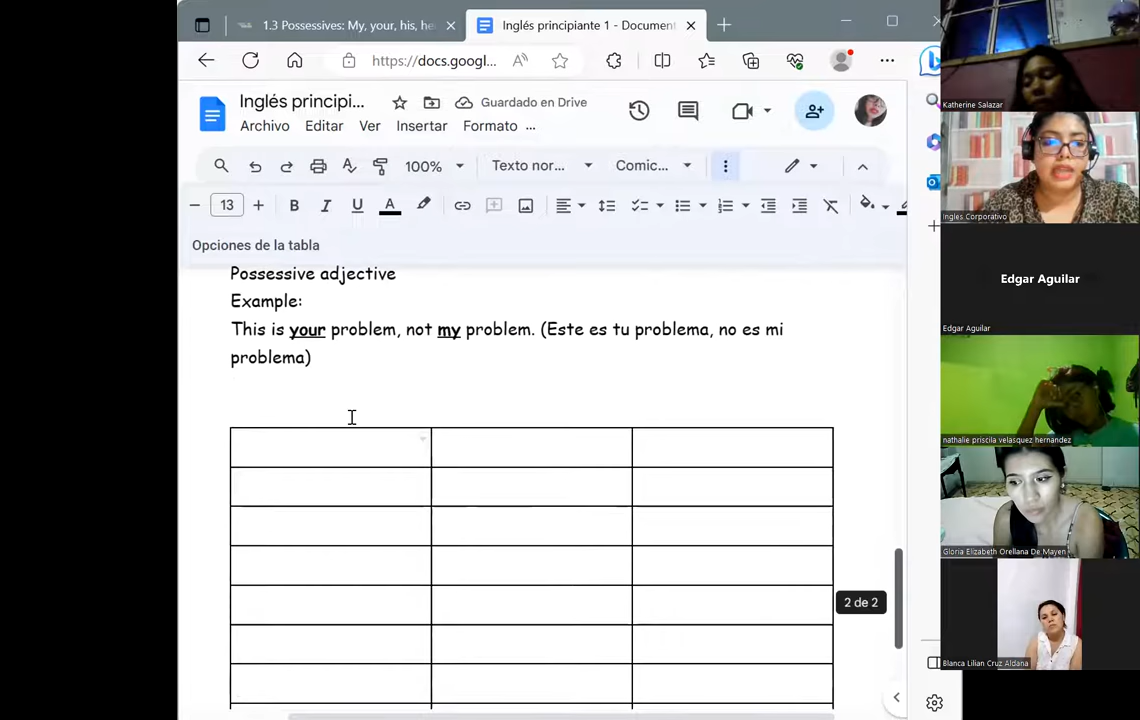 1.3 Possessives: My, your, his, he
Inglés principiante 1 - Document
https://docs.googl...
Inglés principi...
Guardado en Drive
Archivo Editar Ver Insertar Formato ...
100% Texto nor... Comic...
13
Opciones de la tabla
Possessive adjective
Example:
This is your problem, not my problem. (Este es tu problema, no es mi
problema)
2 de 2
Katherine Salazar
Ingles Corporativo
Edgar Aguilar
Edgar Aguilar
nathalie priscila velasquez hernandez
Gloria Elizabeth Orellana De Mayen
Blanca Lilian Cruz Aldana